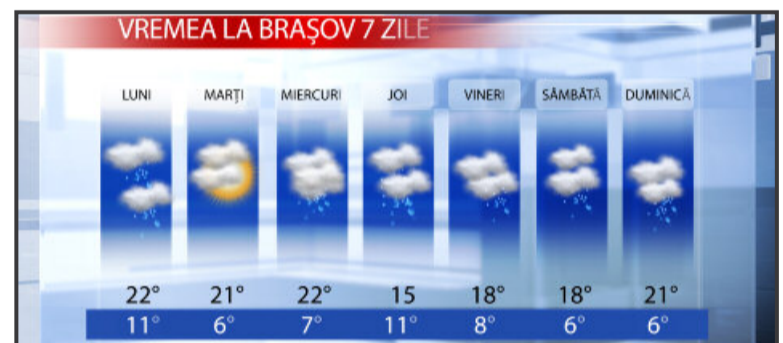 VREMEA LA BRAȘOV 7 ZILE
LUNI MARȚI MIERCURI JOI VINERI SÂMBĂTĂ DUMINICĂ
22° 21° 22° 15 18° 18° 21°
11° 6° 7° 11° 8° 6° 6°